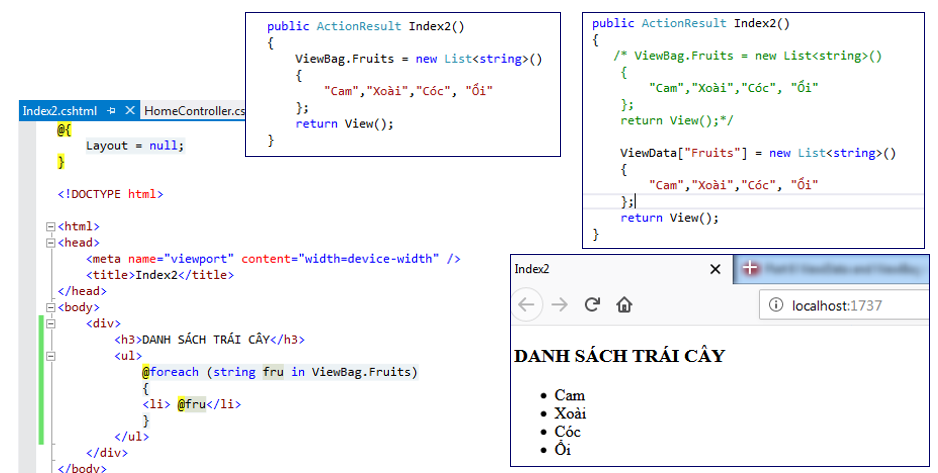 public ActionResult Index2()
{
ViewBag.Fruits = new List<string>()
{
"Cam","Xoài","Cóc", "Ổi"
};
return View();
}
public ActionResult Index2()
{
/* ViewBag.Fruits = new List<string>()
{
"Cam","Xoài","Cóc", "Ổi"
};
return View();*/
ViewData["Fruits"] = new List<string>()
{
"Cam","Xoài","Cóc", "Ổi"
};
return View();
}
Index2.cshtml HomeController.cs
@{
Layout = null;
}
<!DOCTYPE html>
<html>
<head>
<meta name="viewport" content="width=device-width" />
<title>Index2</title>
</head>
<body>
<div>
<h3>DANH SÁCH TRÁI CÂY</h3>
<ul>
@foreach (string fru in ViewBag.Fruits)
{
<li> @fru</li>
}
</ul>
</div>
</body>
Index2
localhost:1737
DANH SÁCH TRÁI CÂY
• Cam
• Xoài
• Cóc
• Ổi